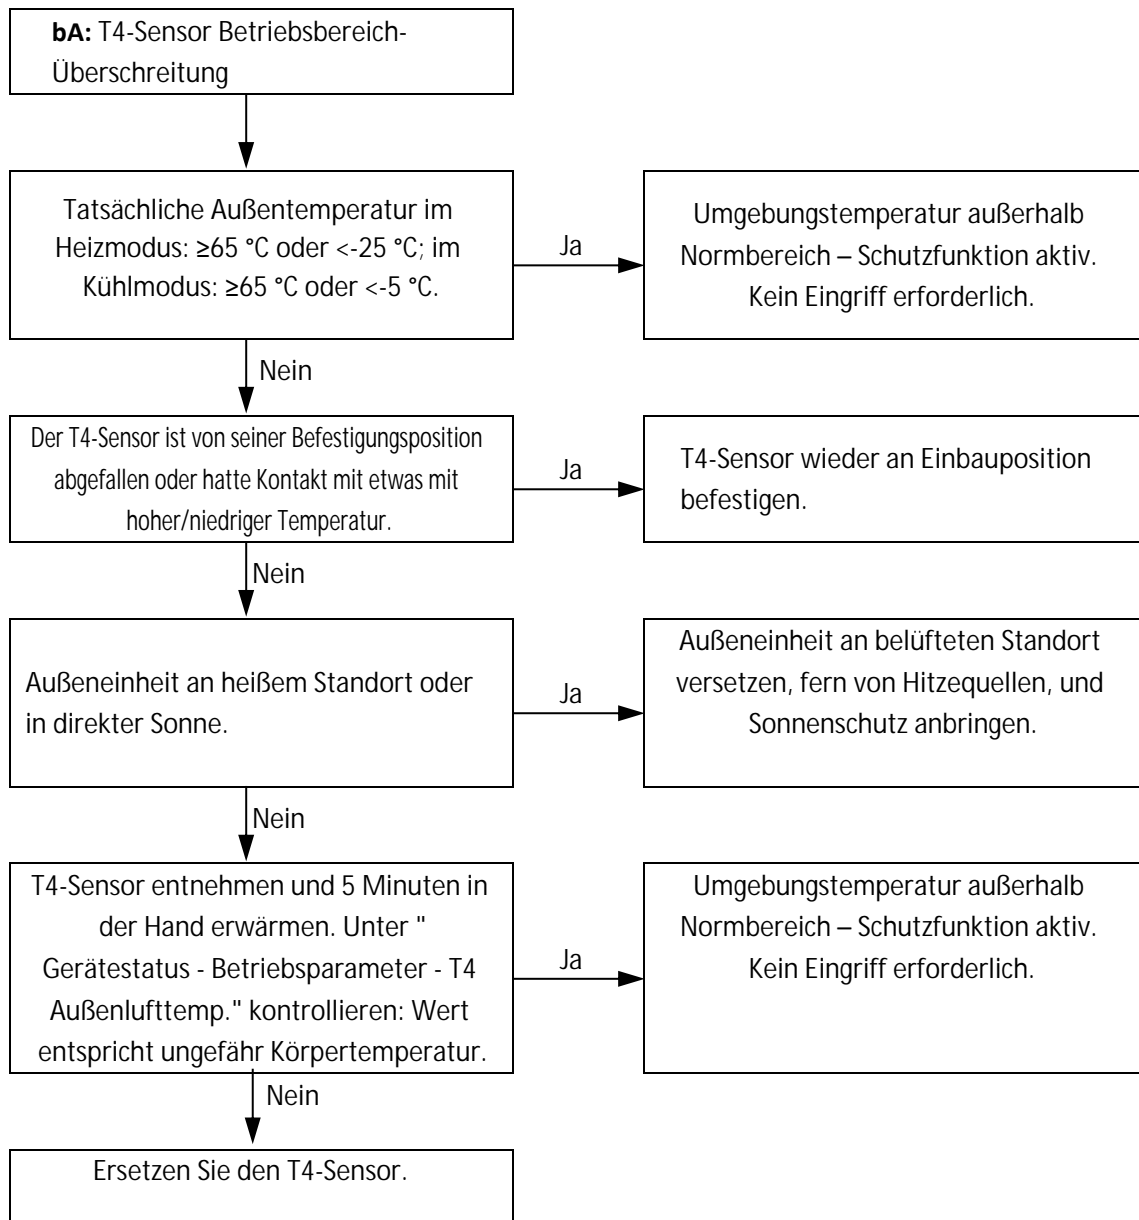 bA: T4-Sensor Betriebsbereich-
Überschreitung
Tatsächliche Außentemperatur im
Heizmodus: ≥65 °C oder <-25 °C; im
Kühlmodus: ≥65 °C oder <-5 °C.
Ja
Umgebungstemperatur außerhalb
Normbereich – Schutzfunktion aktiv.
Kein Eingriff erforderlich.
Nein
Der T4-Sensor ist von seiner Befestigungsposition
abgefallen oder hatte Kontakt mit etwas mit
hoher/niedriger Temperatur.
Ja
T4-Sensor wieder an Einbauposition
befestigen.
Nein
Außeneinheit an heißem Standort oder
in direkter Sonne.
Ja
Außeneinheit an belüfteten Standort
versetzen, fern von Hitzequellen, und
Sonnenschutz anbringen.
Nein
T4-Sensor entnehmen und 5 Minuten in
der Hand erwärmen. Unter "
Gerätestatus - Betriebsparameter - T4
Außenlufttemp." kontrollieren: Wert
entspricht ungefähr Körpertemperatur.
Ja
Umgebungstemperatur außerhalb
Normbereich – Schutzfunktion aktiv.
Kein Eingriff erforderlich.
Nein
Ersetzen Sie den T4-Sensor.